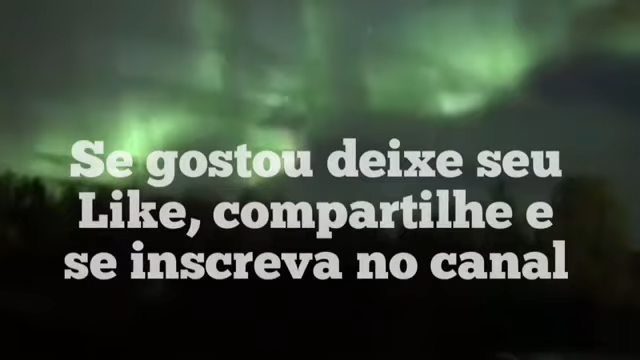 Se gostou deixe seu
Like, compartilhe e
se inscreva no canal